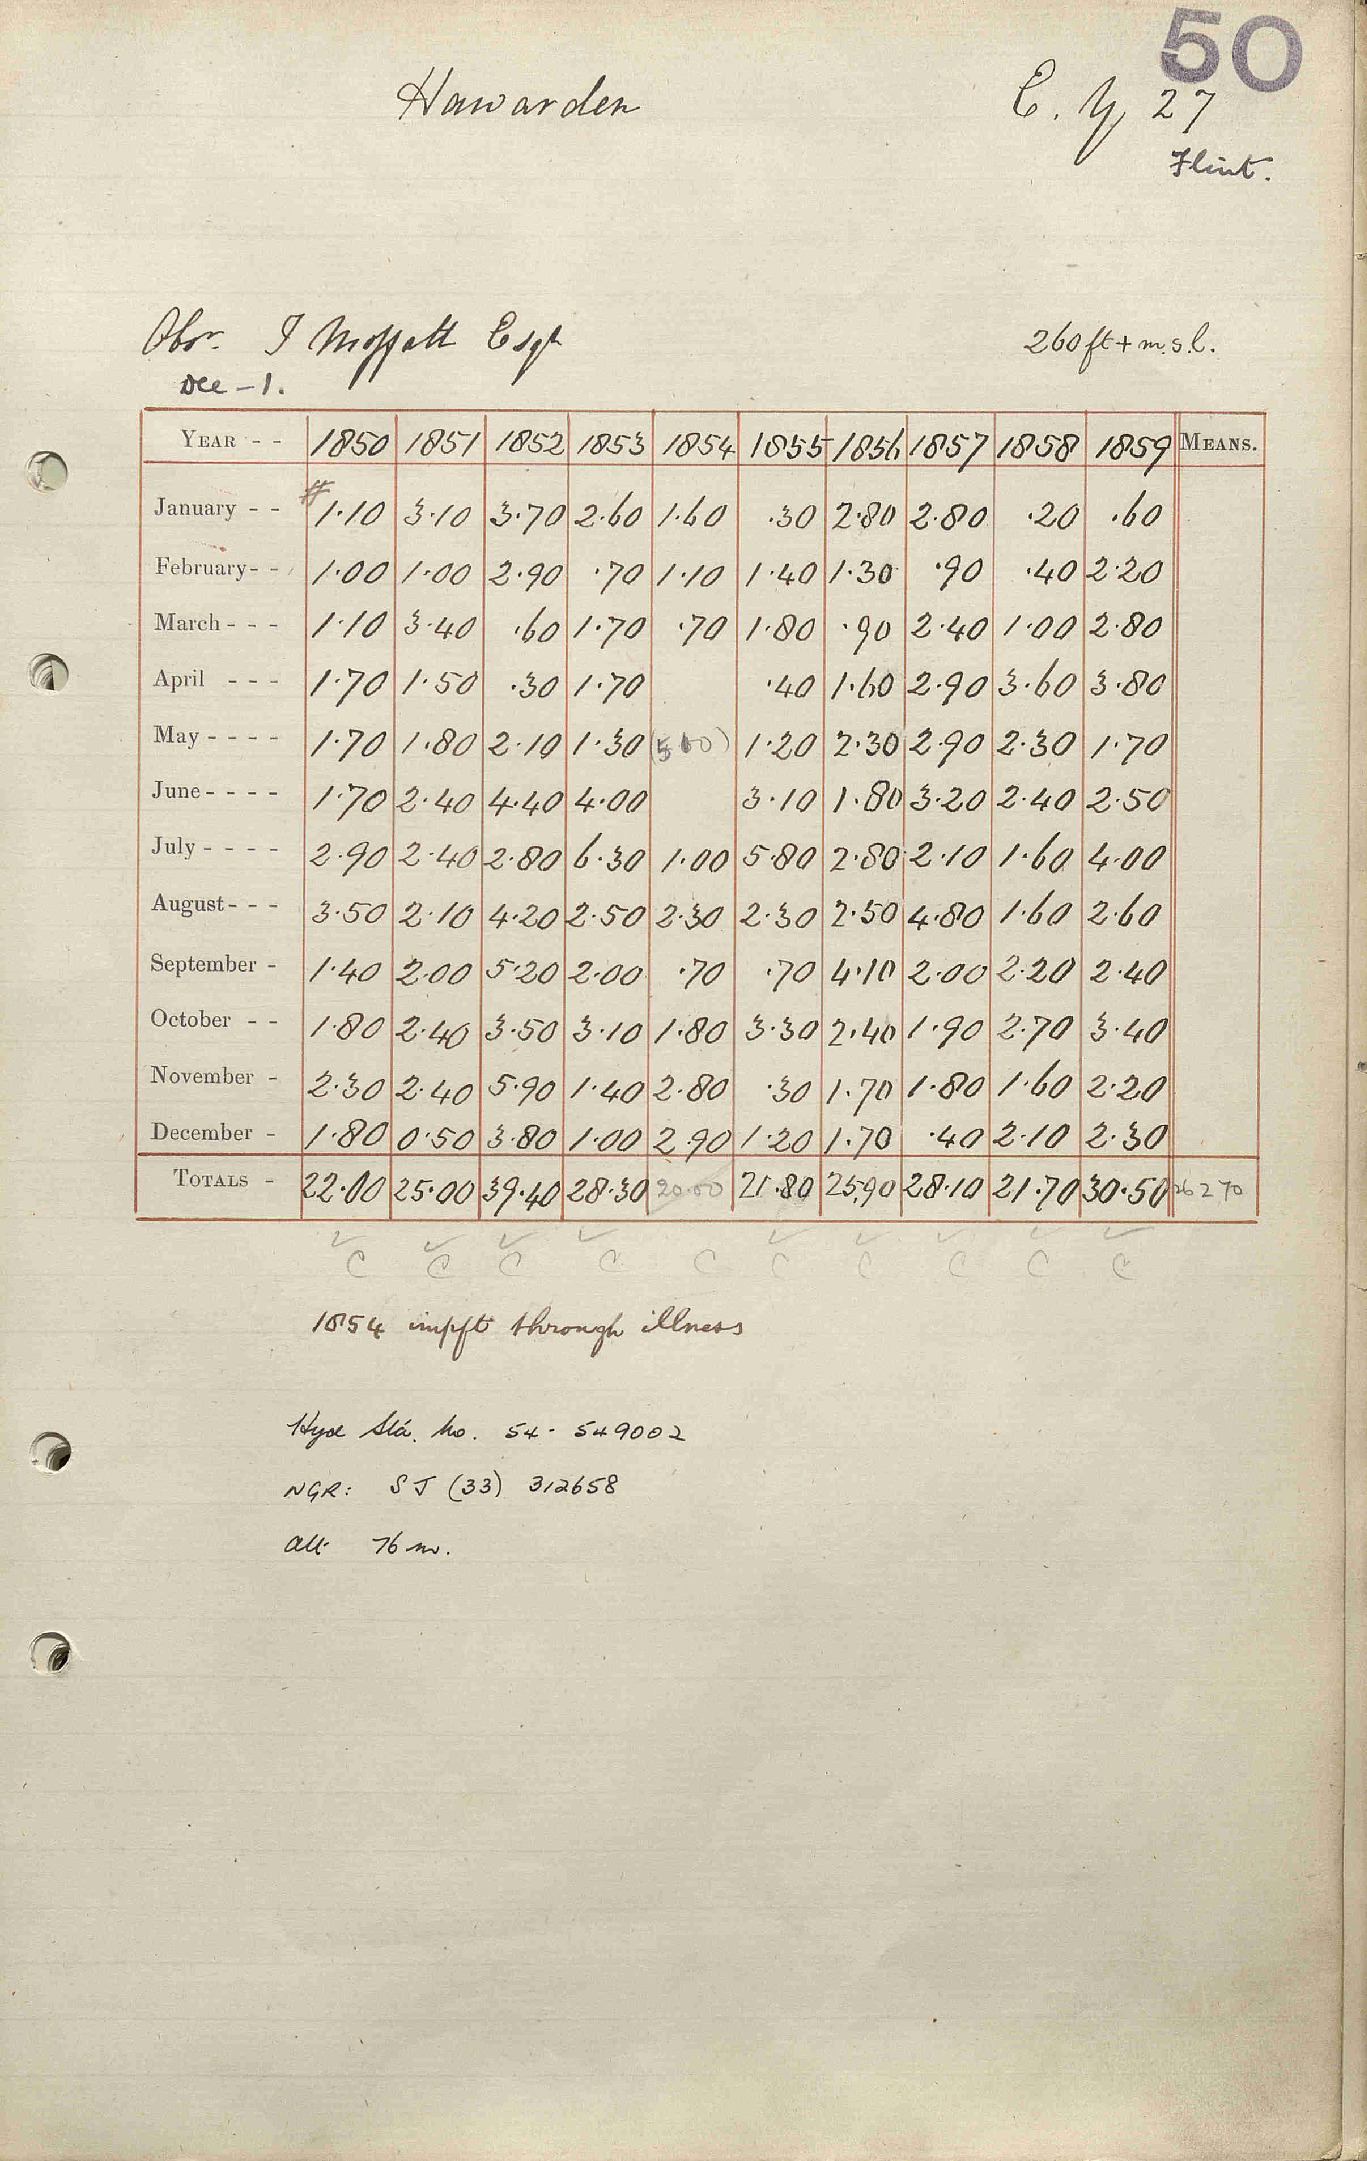 50
Hawarden C. Y 27
Flint.
Obsr. J Moffatt Esqr 260 ft + m.s.l.
Dec - 1.
YEAR - - 1850 1851 1852 1853 1854 1855 1856 1857 1858 1859 MEANS.
January - - # 1.10 3.10 3.70 2.60 1.60 .30 2.80 2.80 .20 .60
February - - 1.00 1.00 2.90 .70 1.10 1.40 1.30 .90 .40 2.20
March - - - 1.10 3.40 .60 1.70 .70 1.80 .90 2.40 1.00 2.80
April - - - 1.70 1.50 .30 1.70 .40 1.60 2.90 3.60 3.80
May - - - - 1.70 1.80 2.10 1.30 (5.10) 1.20 2.30 2.90 2.30 1.70
June - - - - 1.70 2.40 4.40 4.00 3.10 1.80 3.20 2.40 2.50
July - - - - 2.90 2.40 2.80 6.30 1.00 5.80 2.80 2.10 1.60 4.00
August - - - 3.50 2.10 4.20 2.50 2.30 2.30 2.50 4.80 1.60 2.60
September - 1.40 2.00 5.20 2.00 .70 .70 4.10 2.00 2.20 2.40
October - - 1.80 2.40 3.50 3.10 1.80 3.30 2.40 1.90 2.70 3.40
November - 2.30 2.40 5.90 1.40 2.80 .30 1.70 1.80 1.60 2.20
December - 1.80 0.50 3.80 1.00 2.90 1.20 1.70 .40 2.10 2.30
TOTALS - 22.00 25.00 39.40 28.30 20.00 21.80 25.90 28.10 21.70 30.50 26270
✓ ✓ ✓ ✓ ✓ ✓ ✓ ✓ ✓
C C C C C C C C C C
1854 impft through illness
Hyd Sta. No. 54-549002
NGR: SJ (33) 312658
Alt 76 m.